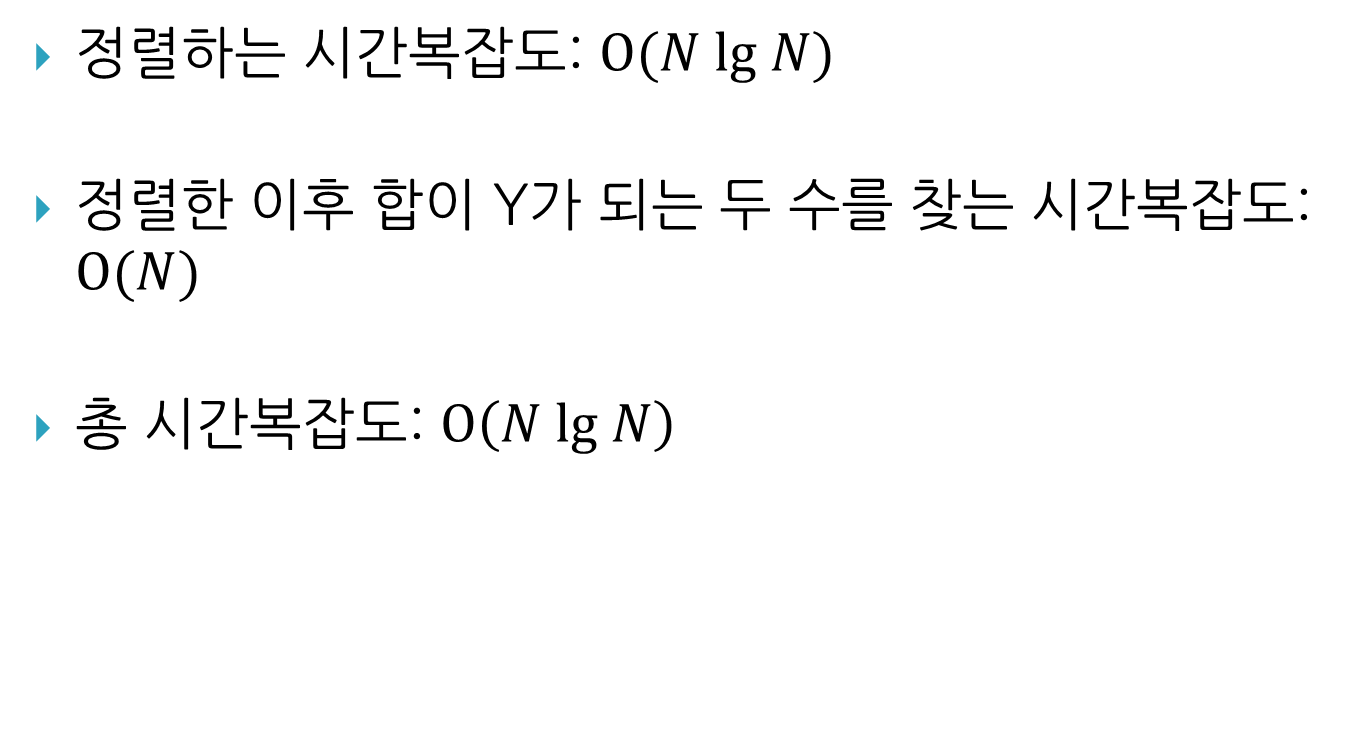 정렬하는 시간복잡도: O(N lg N)
정렬한 이후 합이 Y가 되는 두 수를 찾는 시간복잡도:
O(N)
총 시간복잡도: O(N lg N)